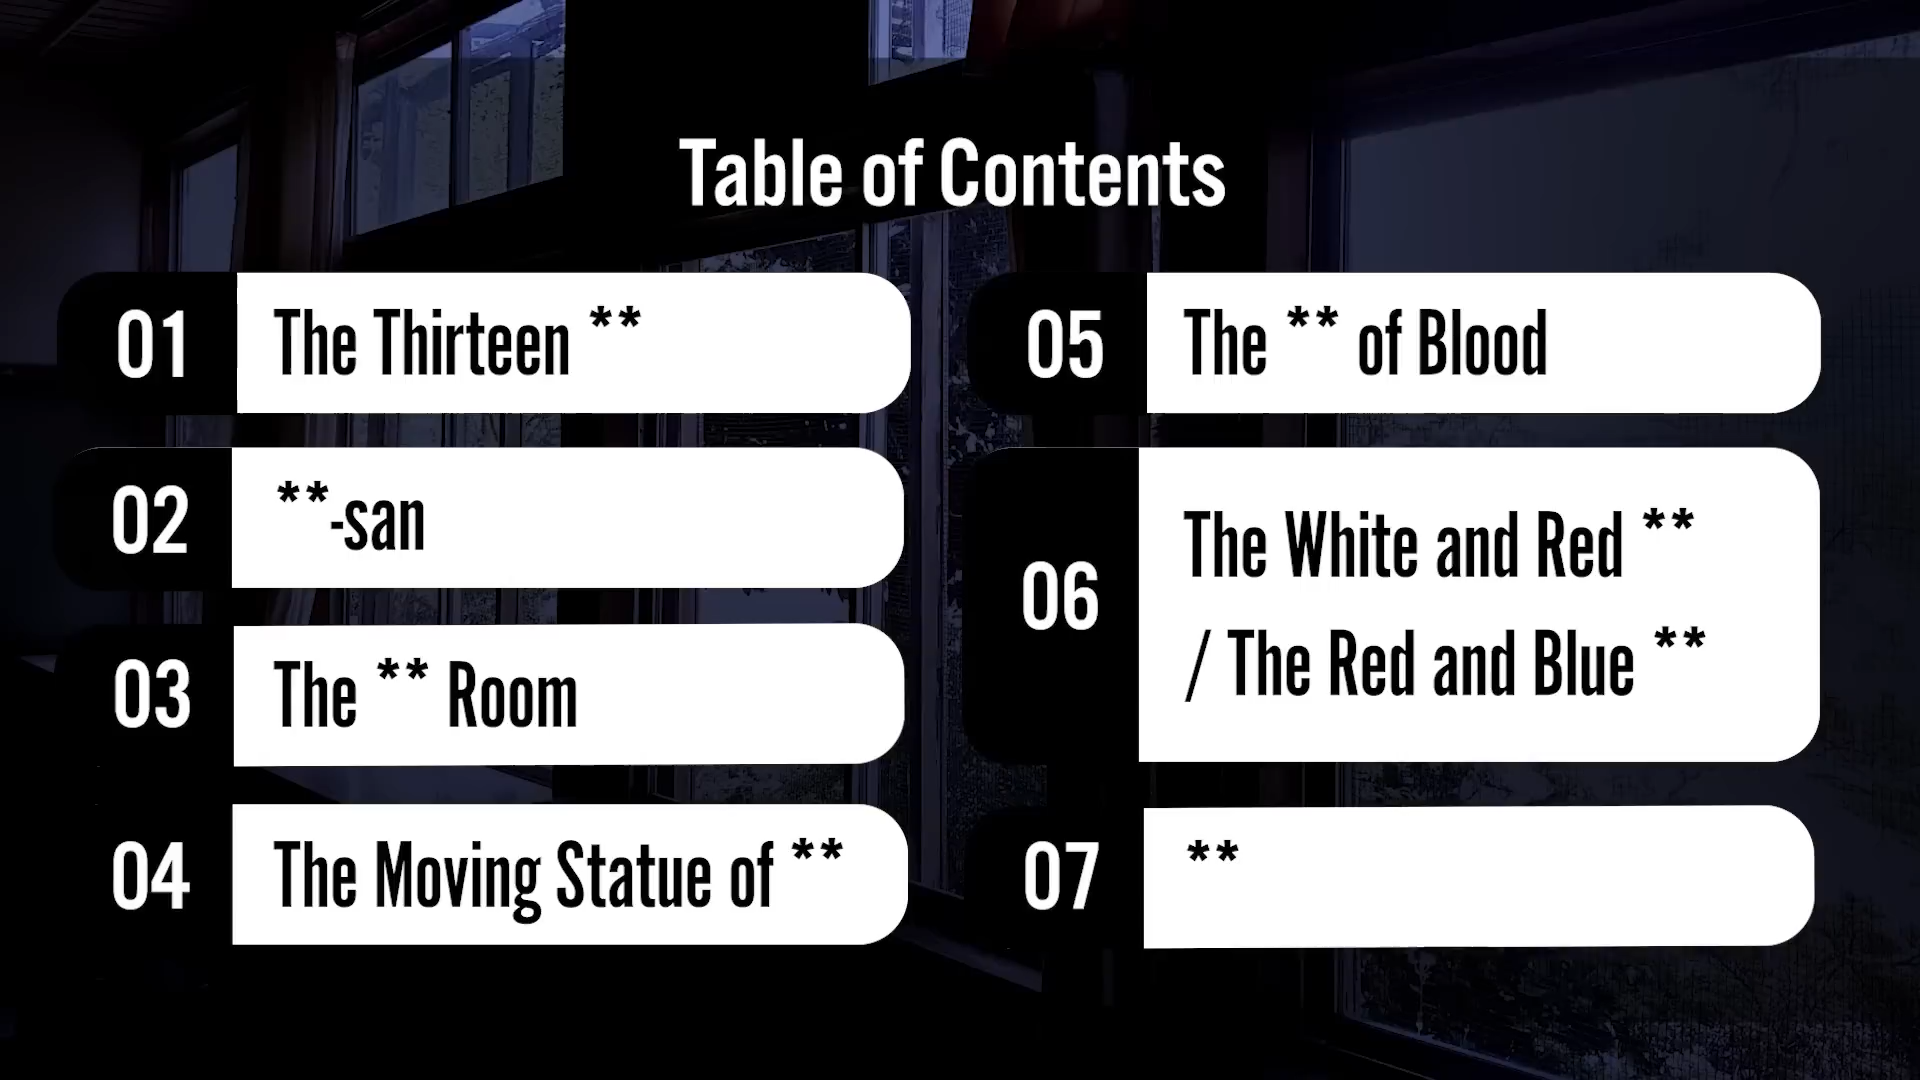 Table of Contents
01 The Thirteen **
02 **-san
03 The ** Room
04 The Moving Statue of **
05 The ** of Blood
06 The White and Red **
/ The Red and Blue **
07 **